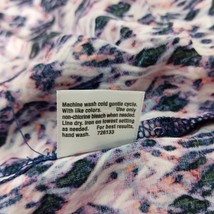 Machine wash cold gentle cycle.
With like colors. Use only
non-chlorine bleach when needed.
Line dry. Iron on lowest setting
as needed. For best results,
hand wash. 720133